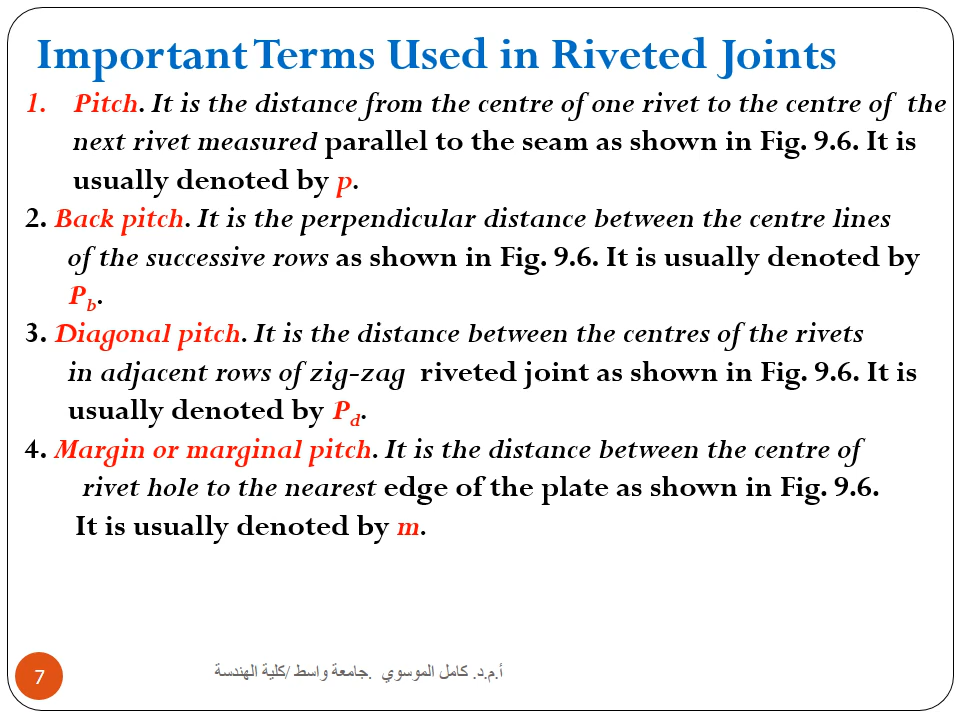 Important Terms Used in Riveted Joints
1. Pitch. It is the distance from the centre of one rivet to the centre of the
next rivet measured parallel to the seam as shown in Fig. 9.6. It is
usually denoted by p.
2. Back pitch. It is the perpendicular distance between the centre lines
of the successive rows as shown in Fig. 9.6. It is usually denoted by
Pb.
3. Diagonal pitch. It is the distance between the centres of the rivets
in adjacent rows of zig-zag riveted joint as shown in Fig. 9.6. It is
usually denoted by Pd.
4. Margin or marginal pitch. It is the distance between the centre of
rivet hole to the nearest edge of the plate as shown in Fig. 9.6.
It is usually denoted by m.
7
أ.م.د. كامل الموسوي .جامعة واسط /كلية الهندسة